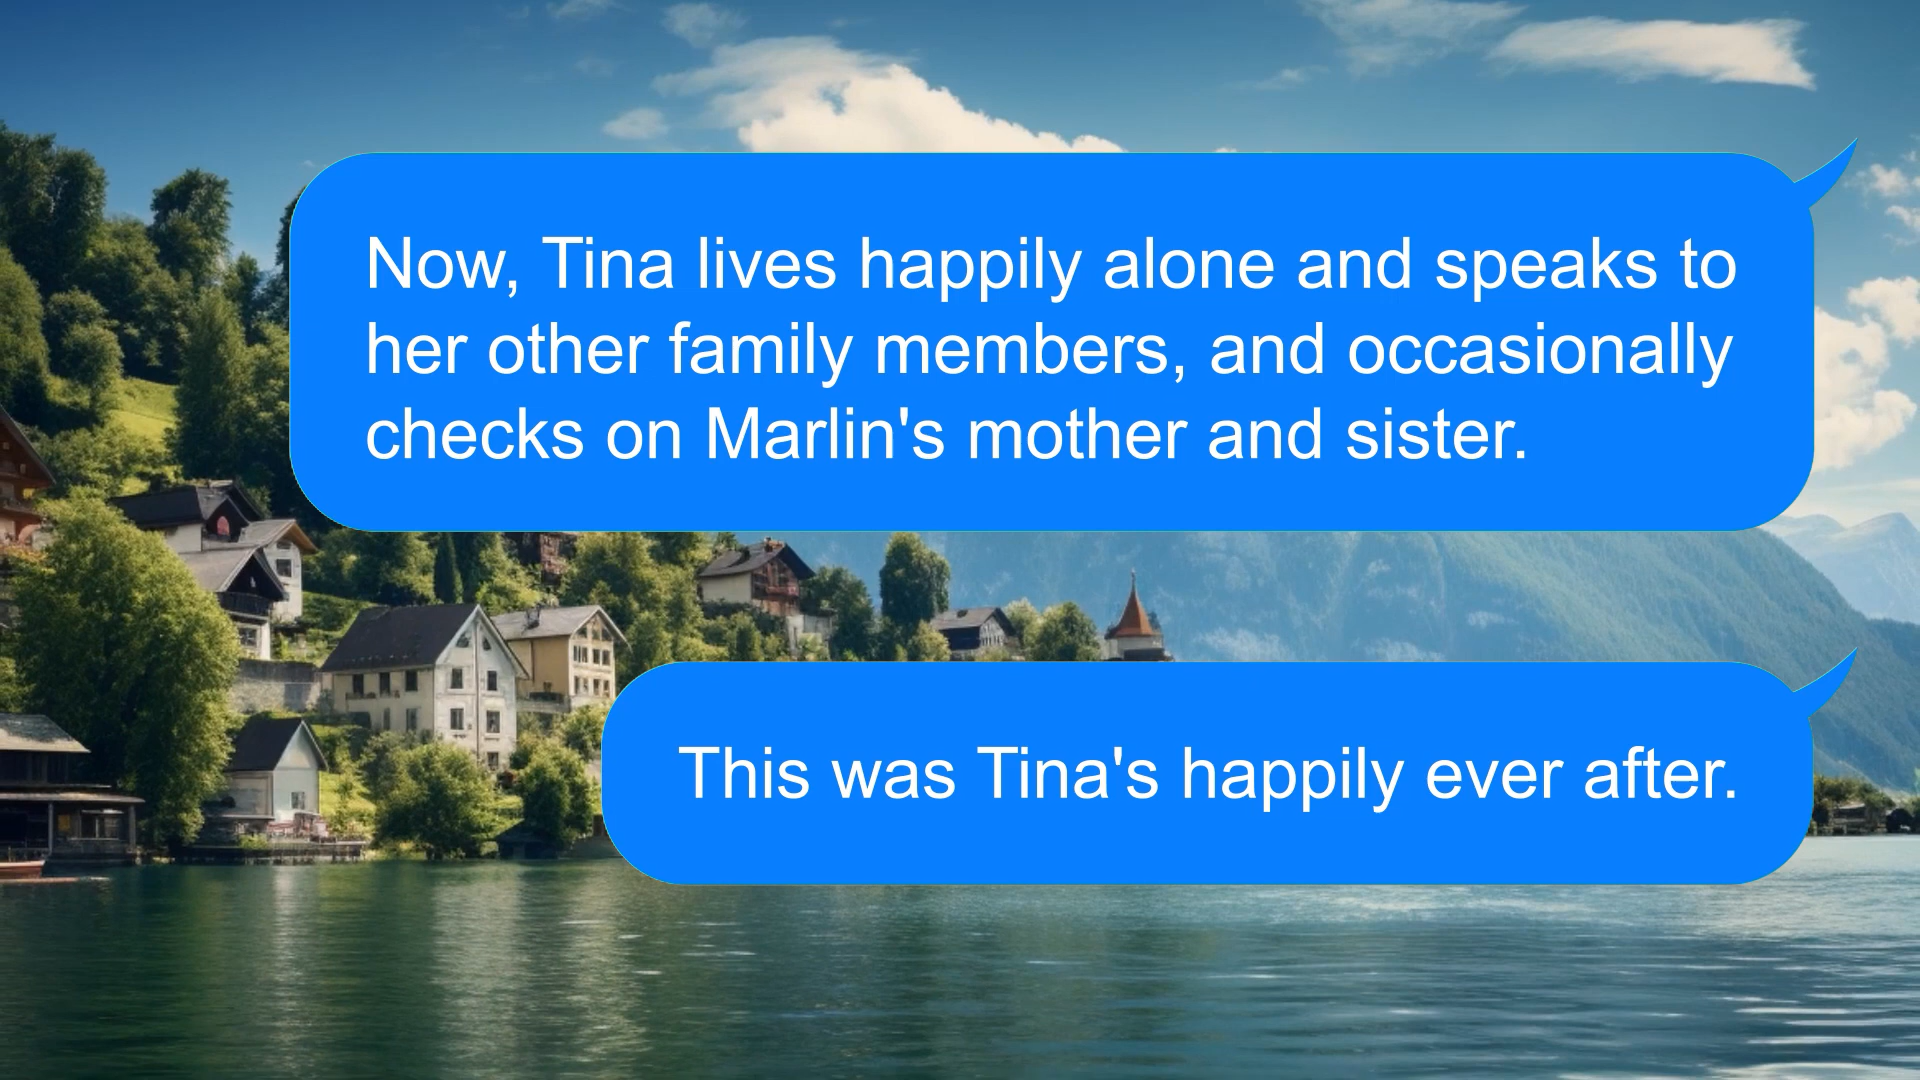 Now, Tina lives happily alone and speaks to
her other family members, and occasionally
checks on Marlin's mother and sister.
This was Tina's happily ever after.